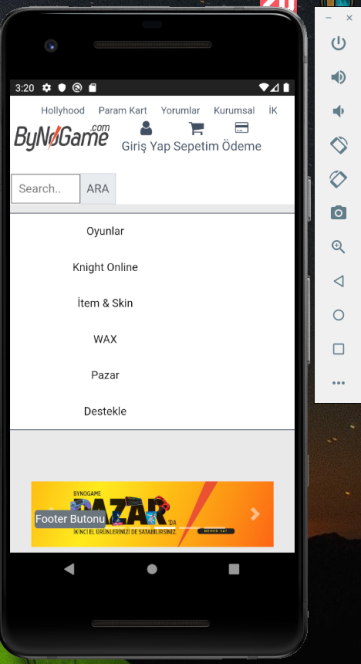 3:20
Hollyhood Param Kart Yorumlar Kurumsal İK
ByNoGame.com
Giriş Yap Sepetim Ödeme
Search.. ARA
Oyunlar
Knight Online
İtem & Skin
WAX
Pazar
Destekle
BYNOGAME
PAZAR'DA
Footer Butonu
İKİNCİ EL ÜRÜNLERİNİZİ DE SATABİLİRSİNİZ.